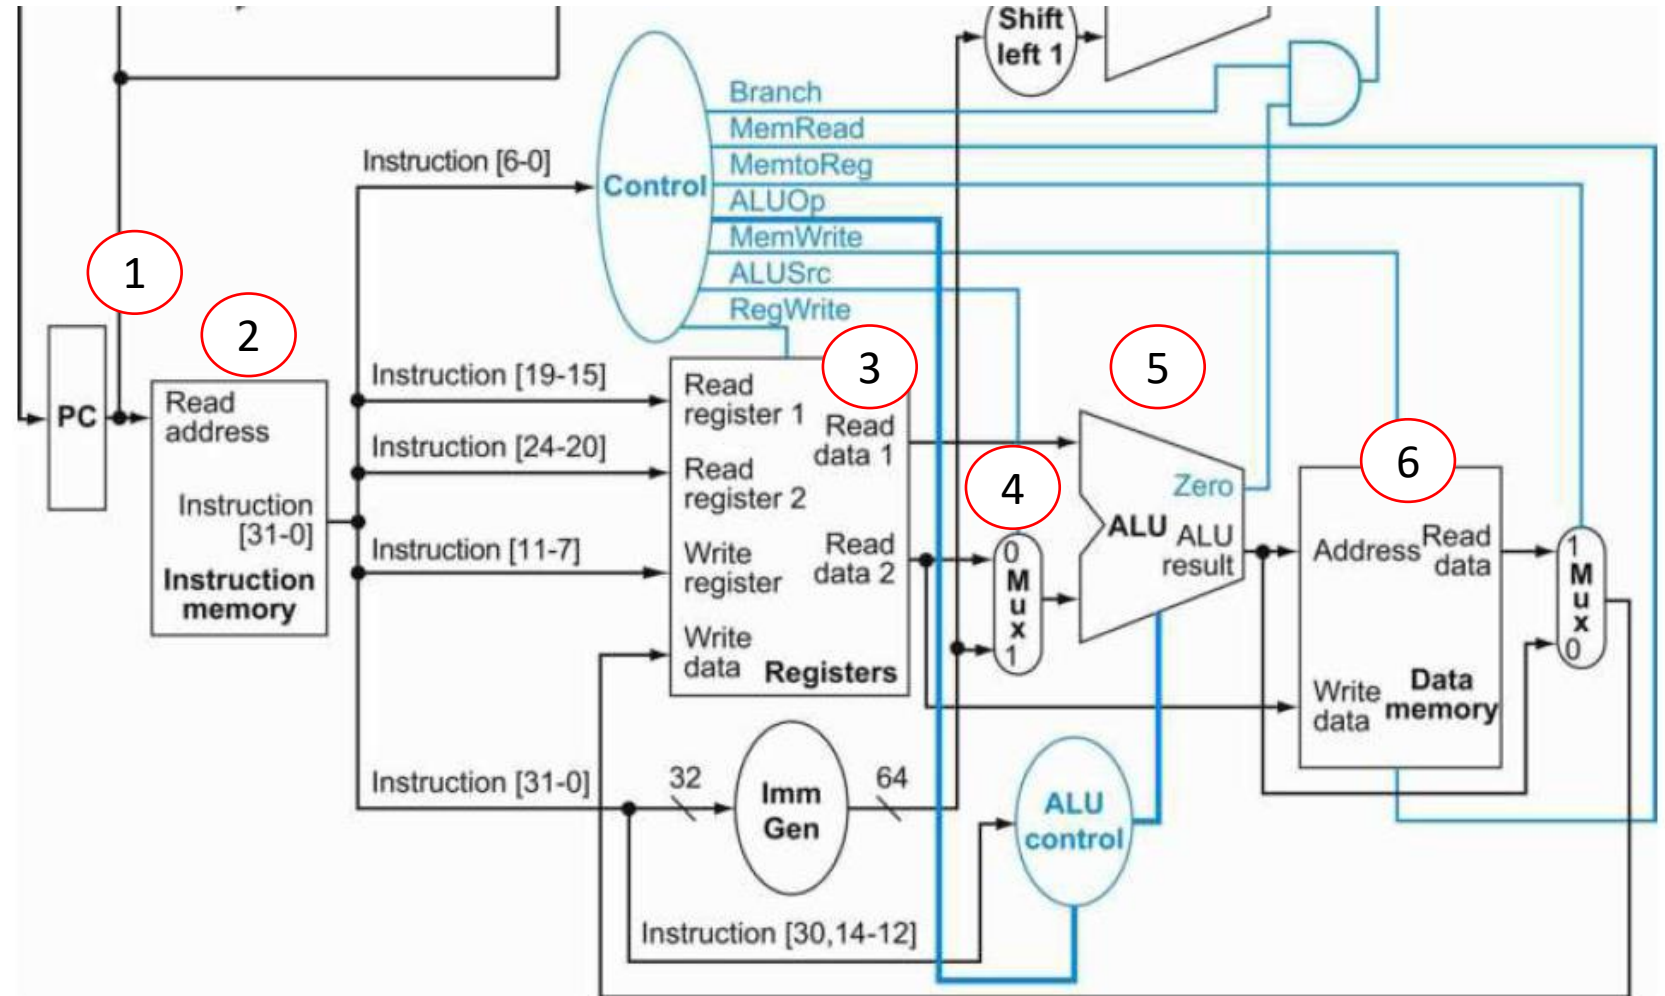 Shift
left 1
Branch
MemRead
MemtoReg
ALUOp
MemWrite
ALUSrc
RegWrite
Instruction [6-0]
Control
1
2
3
4
5
6
PC
Read
address
Instruction
[31-0]
Instruction
memory
Instruction [19-15]
Instruction [24-20]
Instruction [11-7]
Instruction [31-0]
Read
register 1
Read
register 2
Write
register
Write
data
Read
data 1
Read
data 2
Registers
0
M
u
x
1
Zero
ALU
ALU
result
Address
Read
data
Write
data
Data
memory
1
M
u
x
0
32
Imm
Gen
64
ALU
control
Instruction [30,14-12]